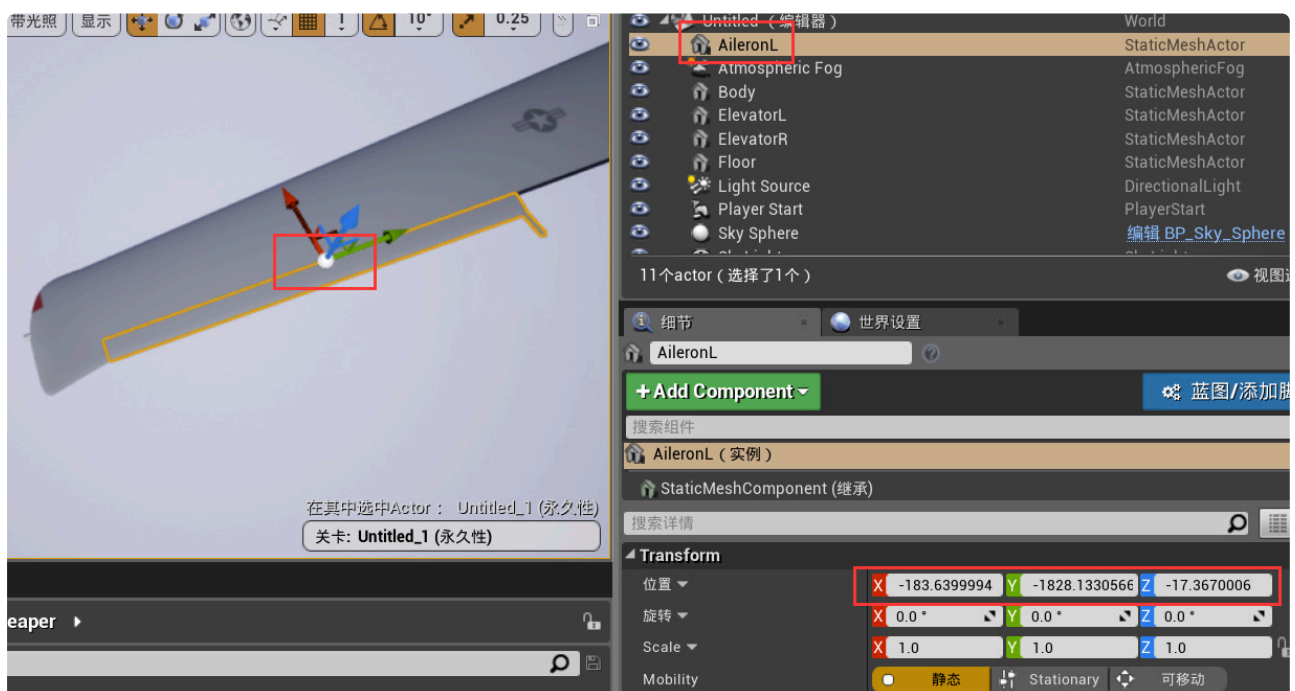 带光照 显示 10° 0.25
在其中选中Actor： Untitled_1 (永久性)
关卡: Untitled_1 (永久性)
eaper
Untitled （编辑器） World
AileronL StaticMeshActor
Atmospheric Fog AtmosphericFog
Body StaticMeshActor
ElevatorL StaticMeshActor
ElevatorR StaticMeshActor
Floor StaticMeshActor
Light Source DirectionalLight
Player Start PlayerStart
Sky Sphere 编辑 BP_Sky_Sphere
11个actor（选择了1个） 视图
细节 世界设置
AileronL
+Add Component 蓝图/添加
搜索组件
AileronL（实例）
StaticMeshComponent (继承)
搜索详情
Transform
位置 X -183.6399994 Y -1828.1330566 Z -17.3670006
旋转 X 0.0 ° Y 0.0 ° Z 0.0 °
Scale X 1.0 Y 1.0 Z 1.0
Mobility 静态 Stationary 可移动